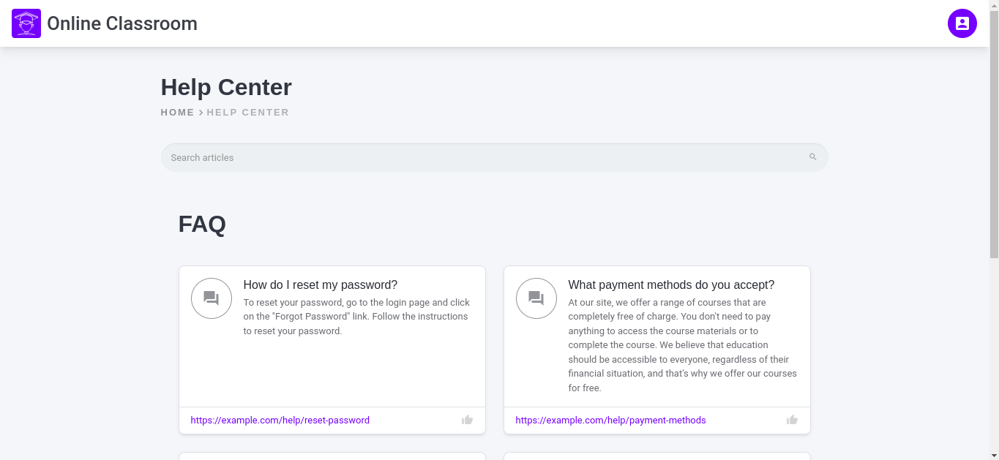 Online Classroom
Help Center
HOME > HELP CENTER
Search articles
FAQ
How do I reset my password?
To reset your password, go to the login page and click
on the "Forgot Password" link. Follow the instructions
to reset your password.
https://example.com/help/reset-password
What payment methods do you accept?
At our site, we offer a range of courses that are
completely free of charge. You don't need to pay
anything to access the course materials or to
complete the course. We believe that education
should be accessible to everyone, regardless of their
financial situation, and that's why we offer our courses
for free.
https://example.com/help/payment-methods